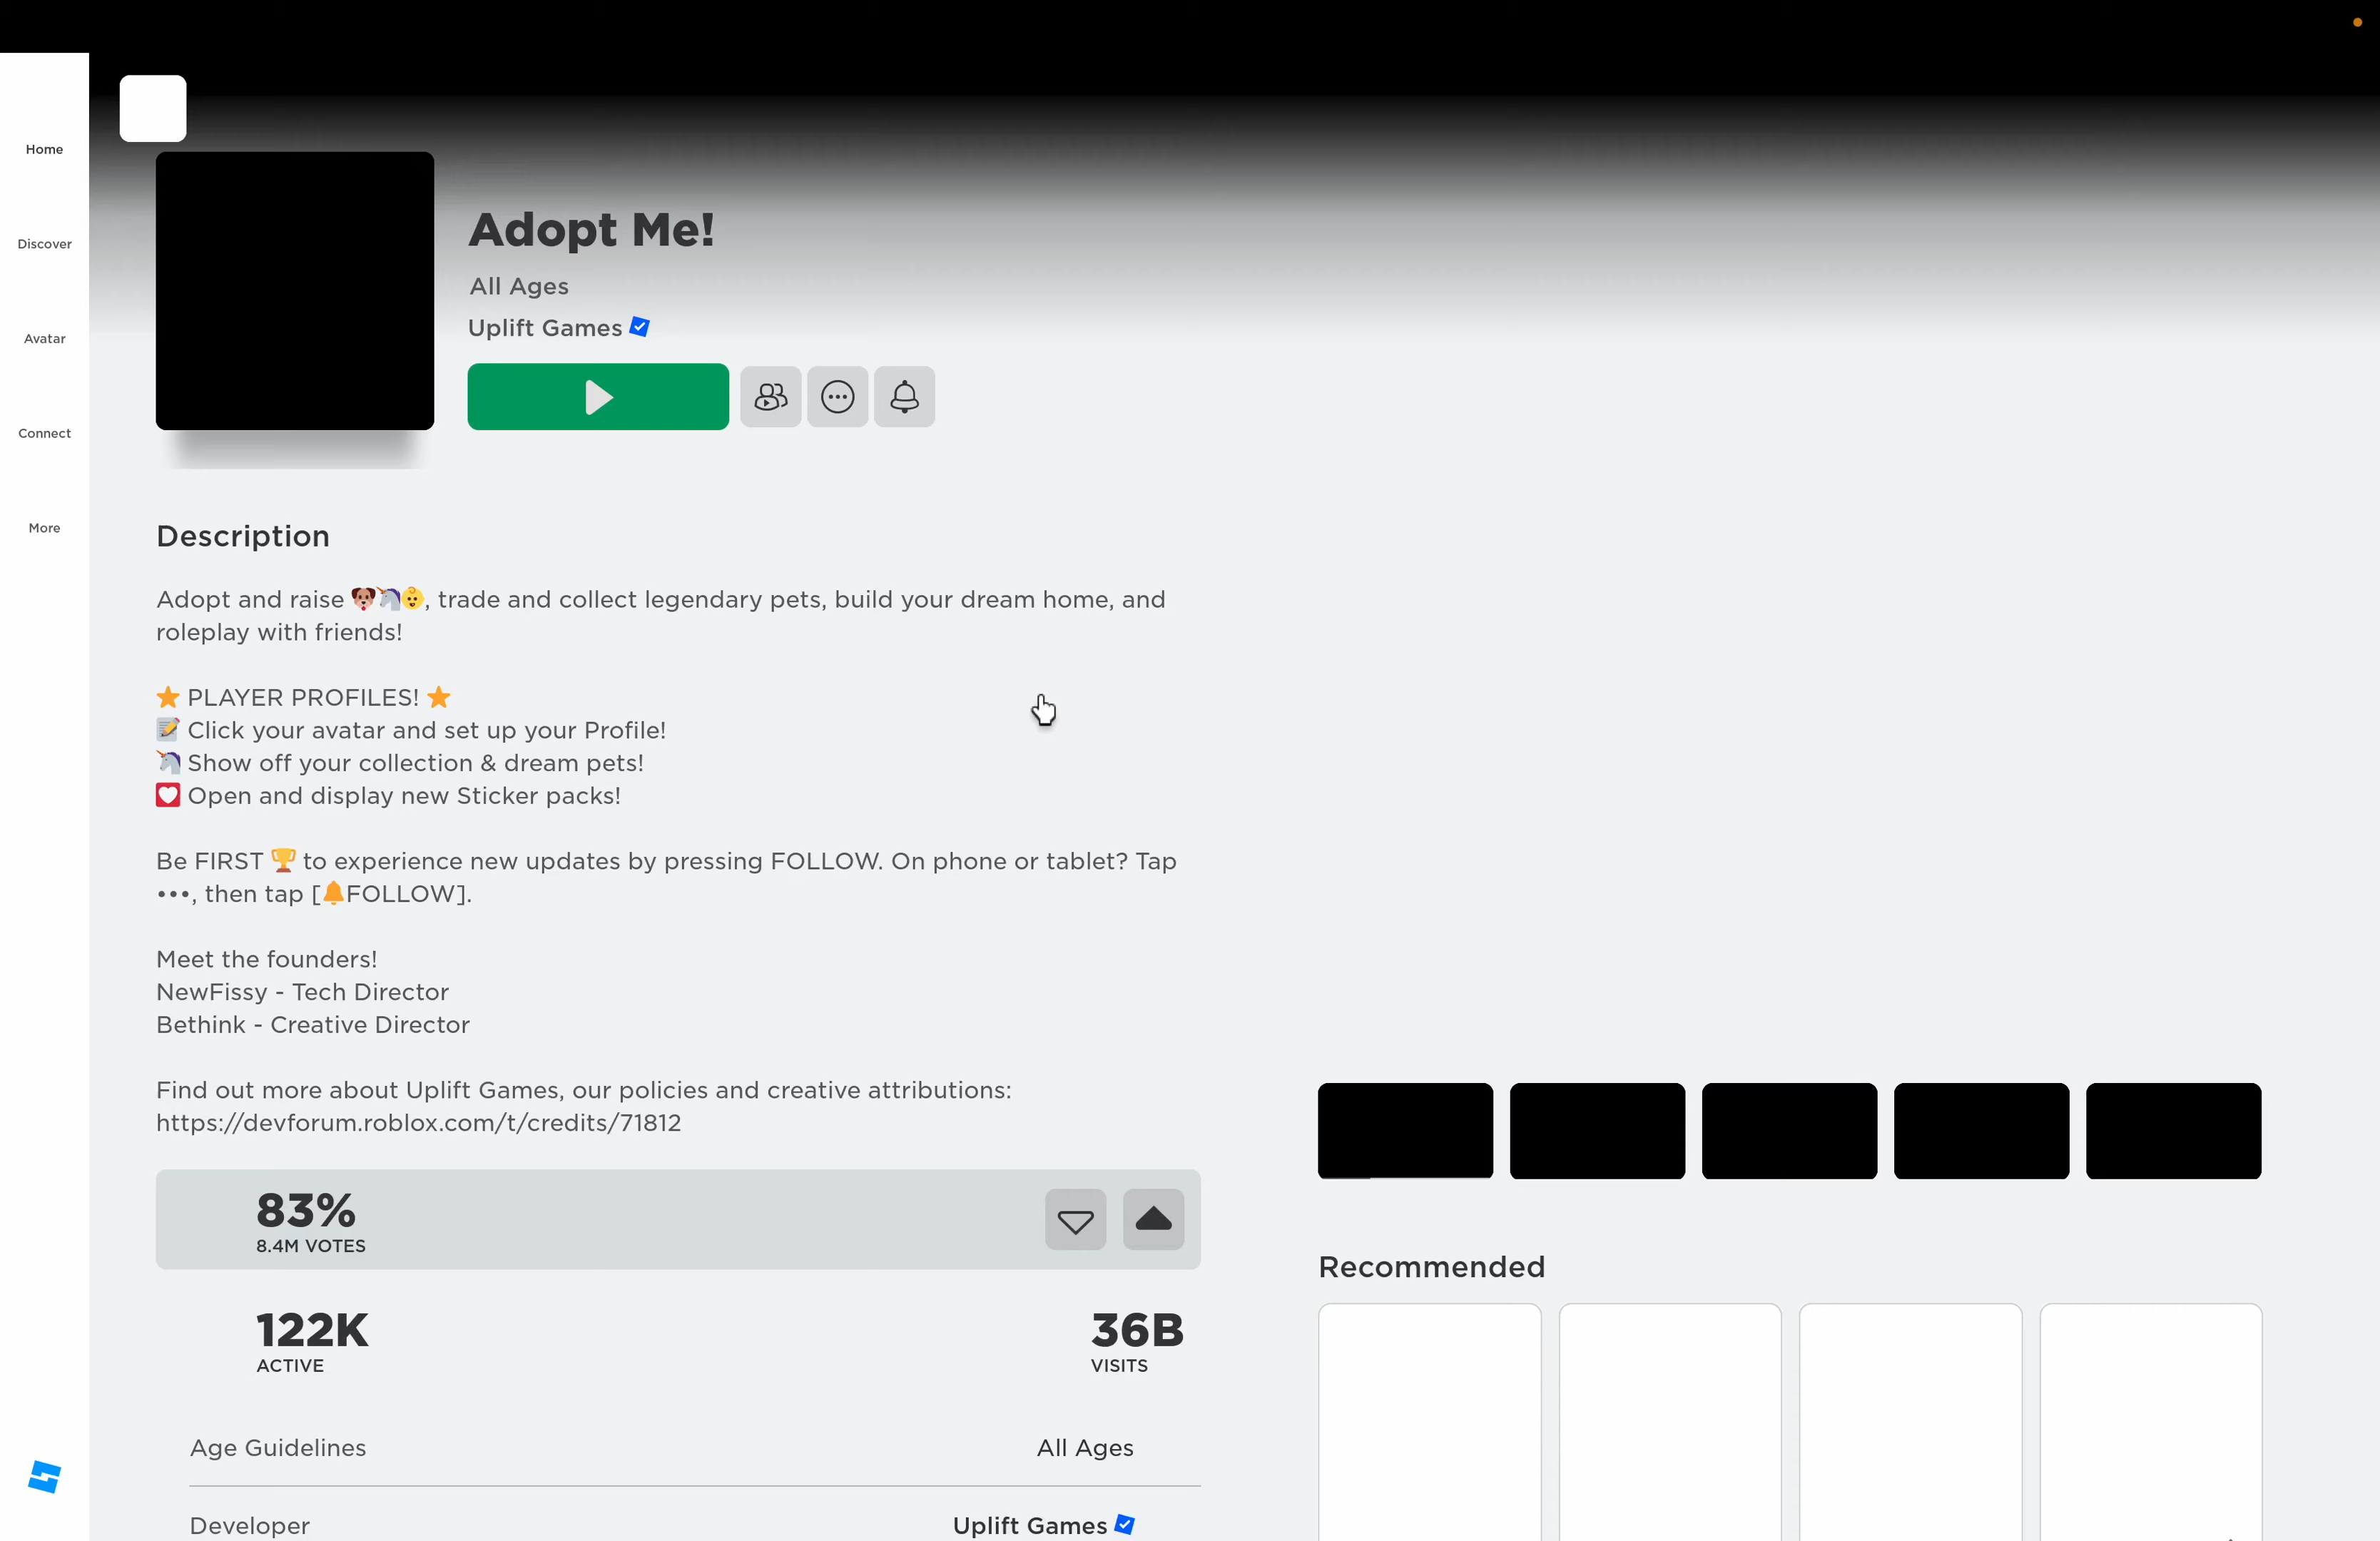 Home
Discover
Avatar
Connect
More
Adopt Me!
All Ages
Uplift Games
Description
Adopt and raise 🐶🦄👶, trade and collect legendary pets, build your dream home, and
roleplay with friends!
⭐ PLAYER PROFILES! ⭐
📝 Click your avatar and set up your Profile!
🦄 Show off your collection & dream pets!
💟 Open and display new Sticker packs!
Be FIRST 🏆 to experience new updates by pressing FOLLOW. On phone or tablet? Tap
•••, then tap [🔔FOLLOW].
Meet the founders!
NewFissy - Tech Director
Bethink - Creative Director
Find out more about Uplift Games, our policies and creative attributions:
https://devforum.roblox.com/t/credits/71812
83%
8.4M VOTES
122K
ACTIVE
36B
VISITS
Age Guidelines
All Ages
Developer
Uplift Games
Recommended